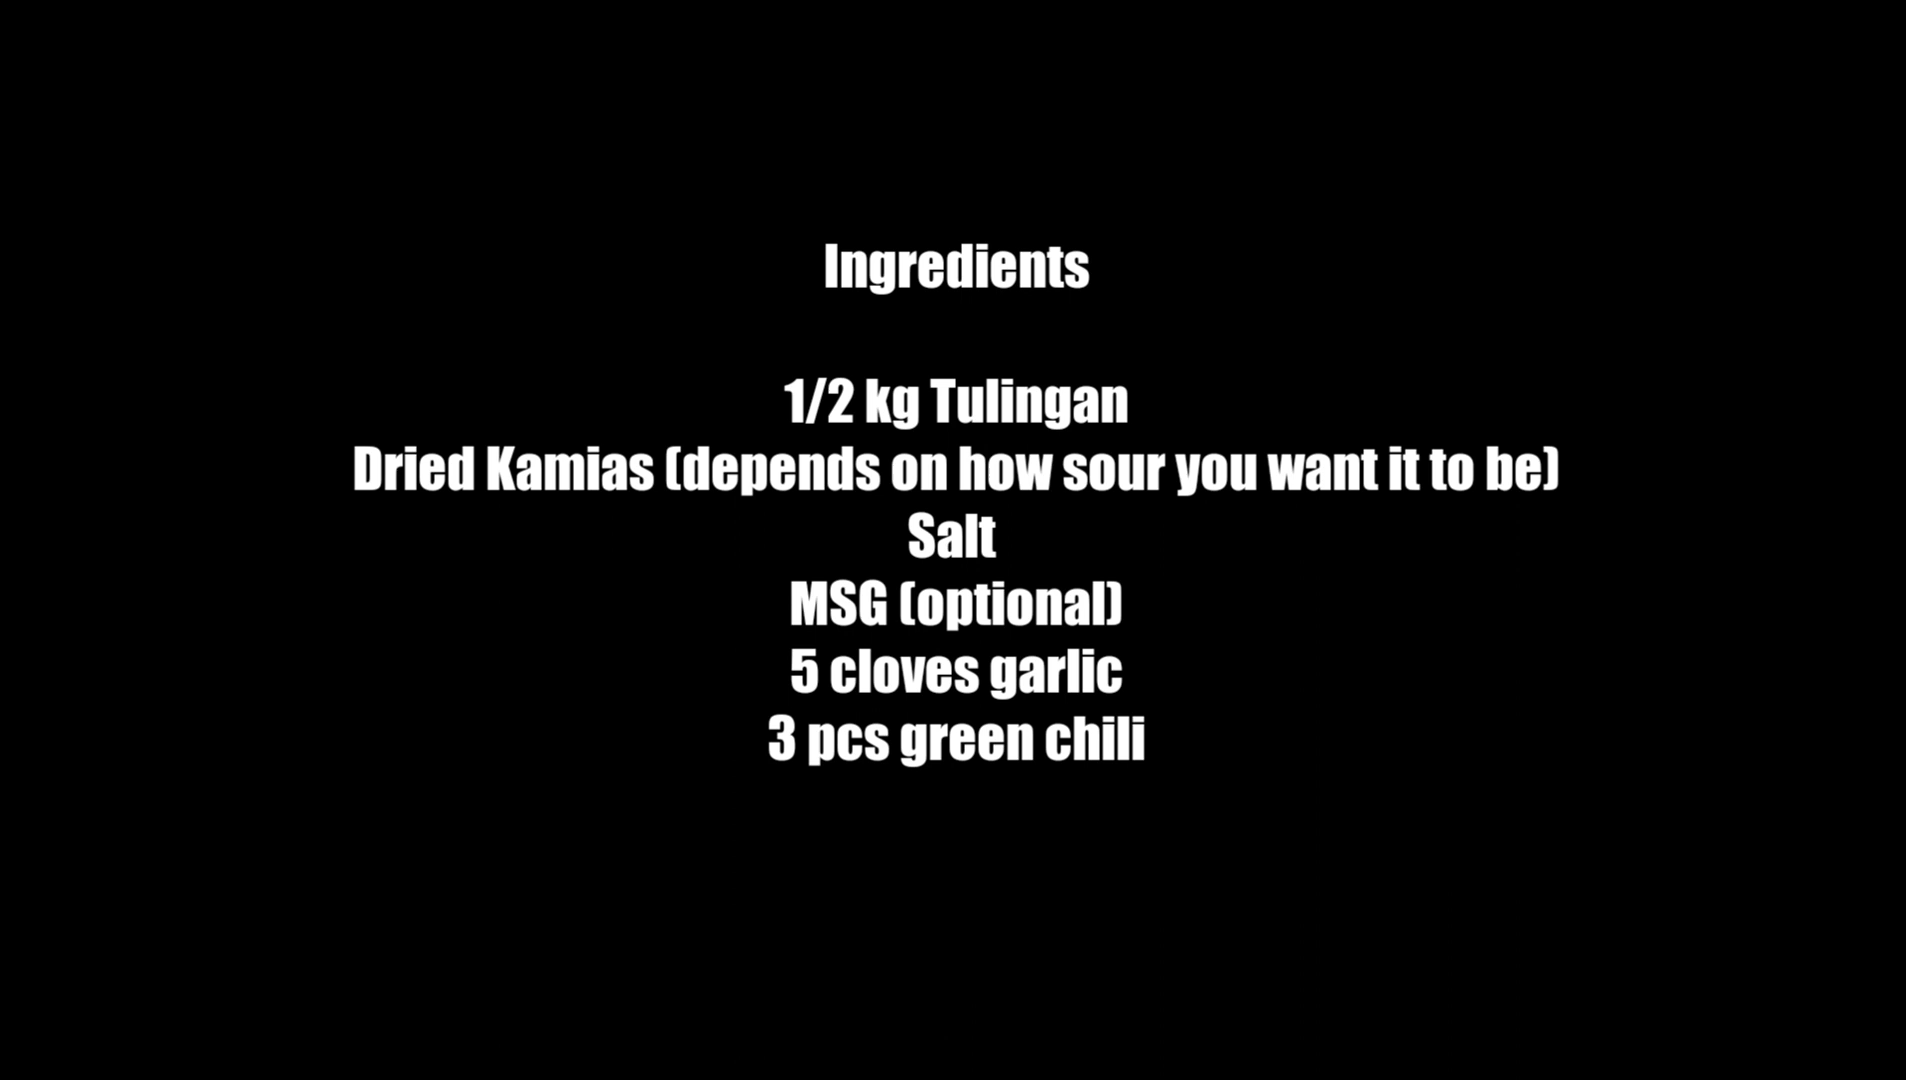 Ingredients
1/2 kg Tulingan
Dried Kamias (depends on how sour you want it to be)
Salt
MSG (optional)
5 cloves garlic
3 pcs green chili